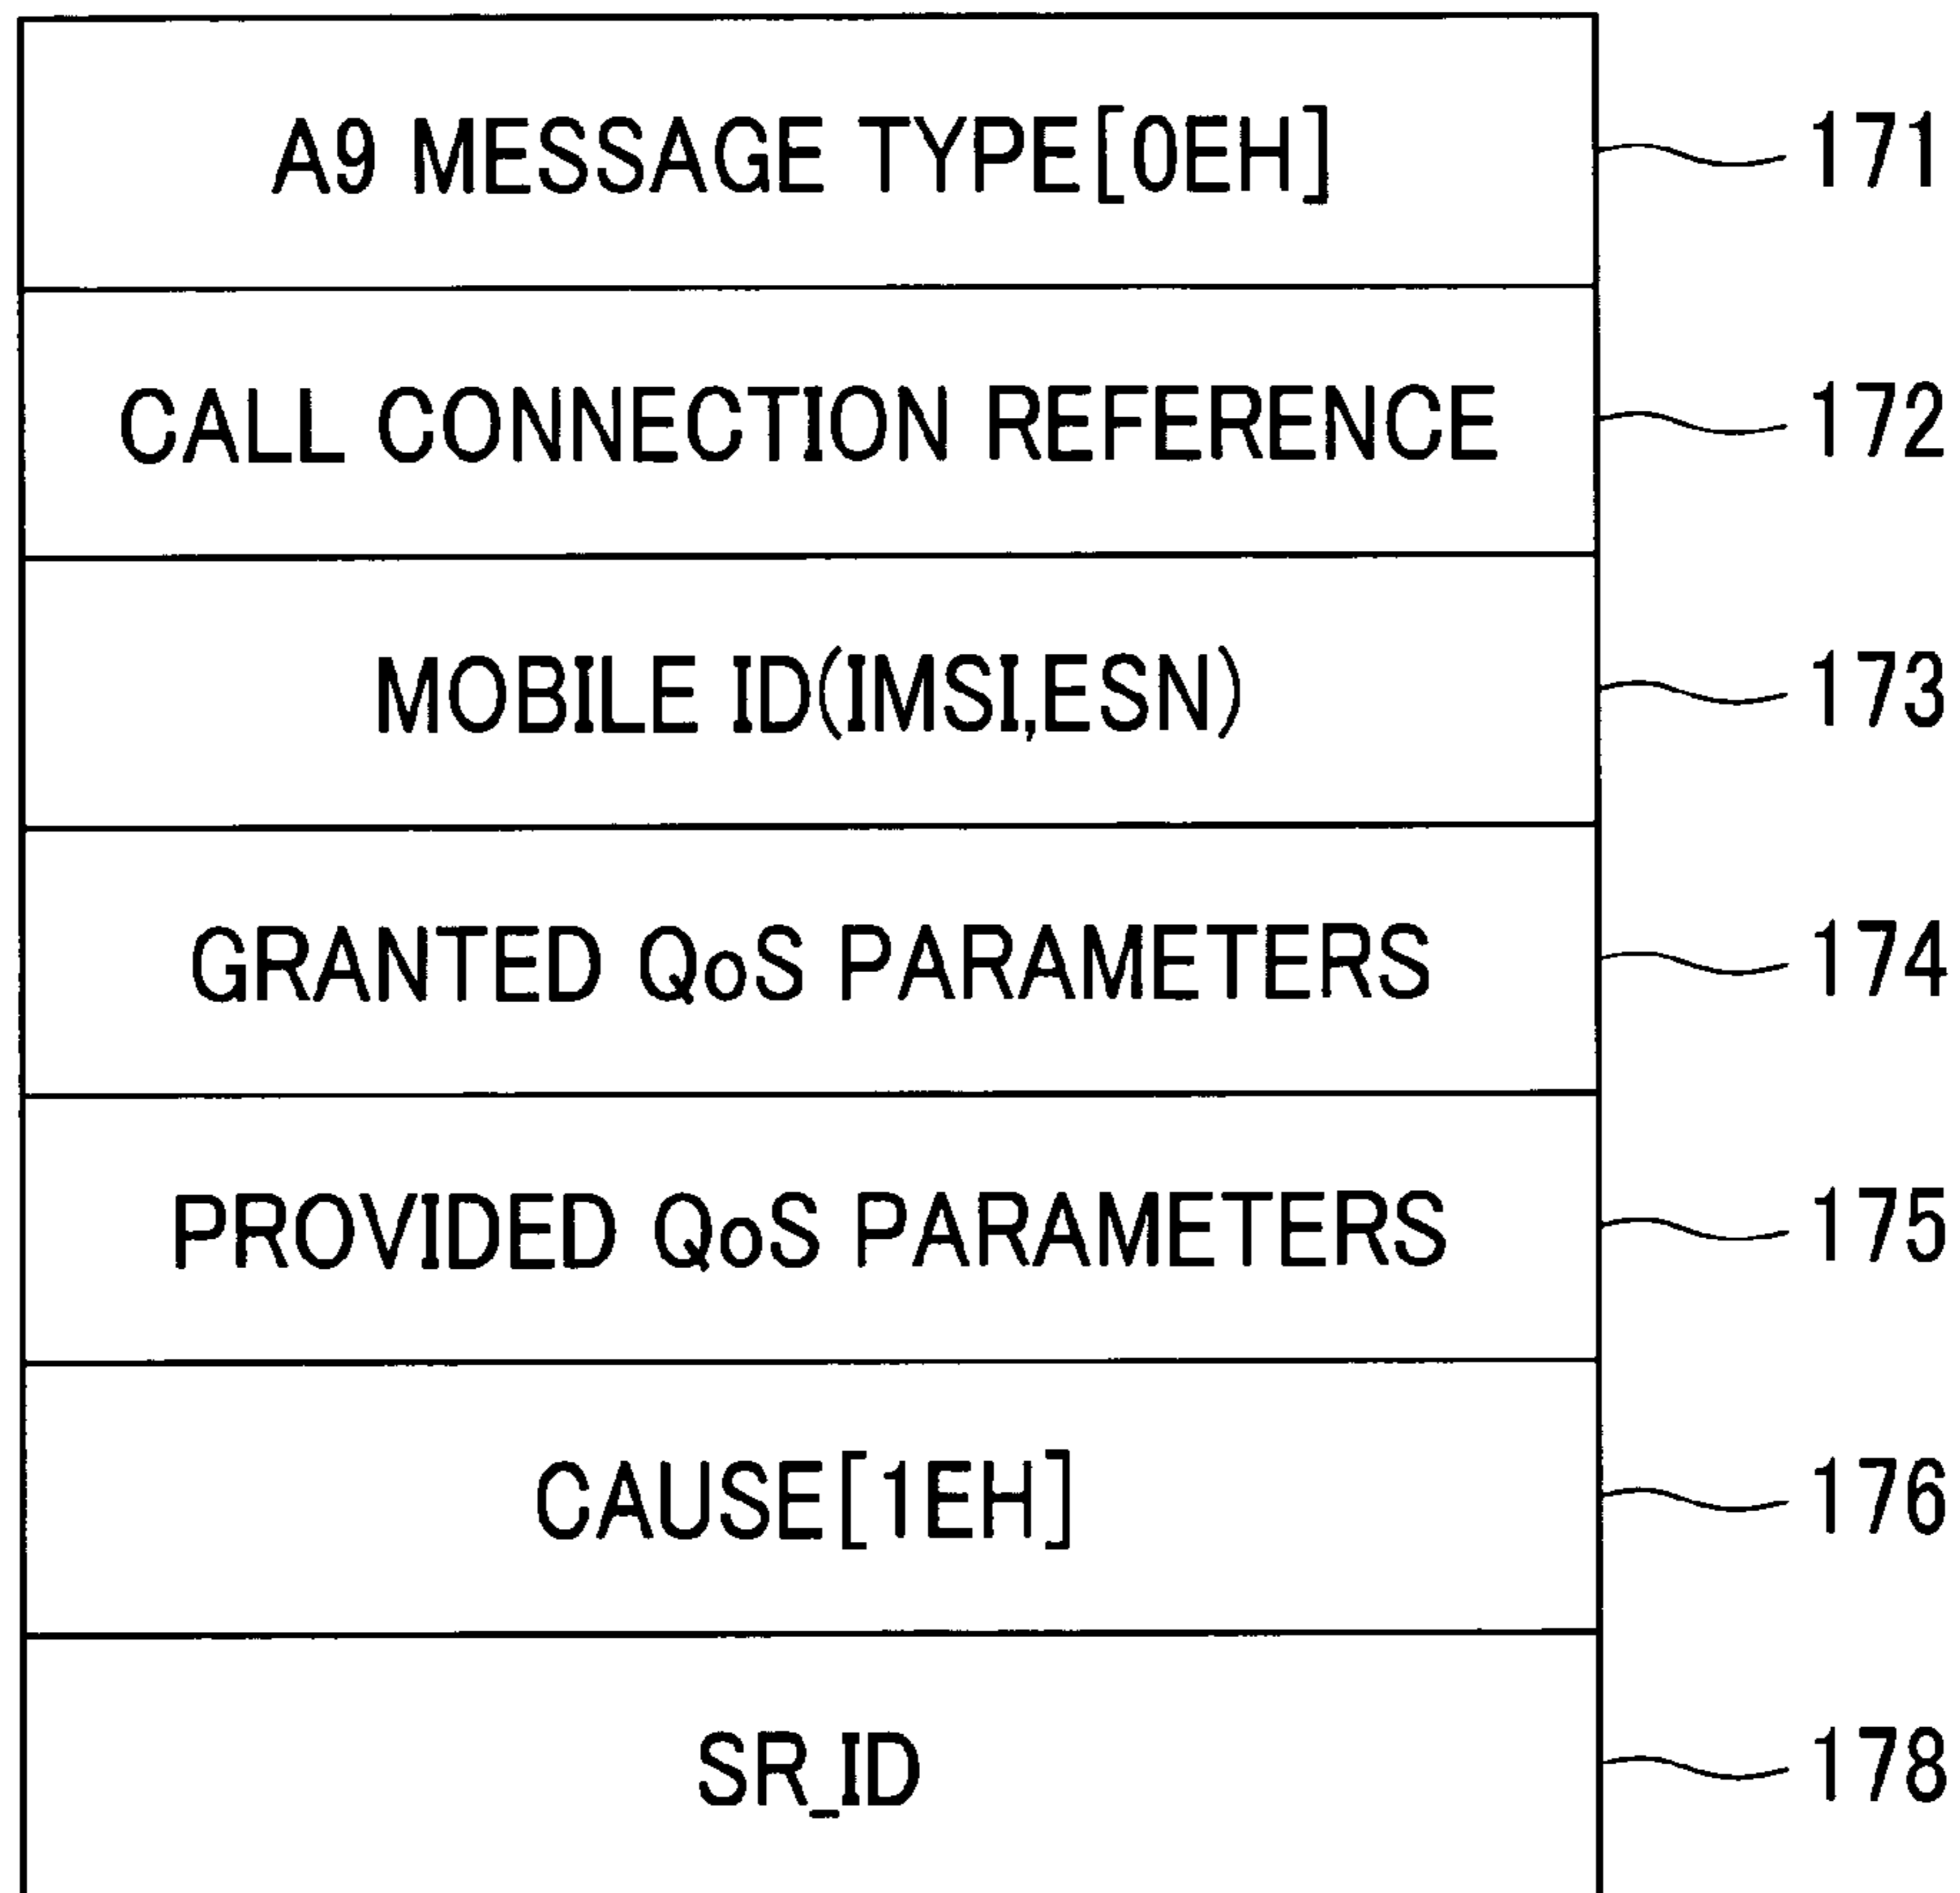 A9 MESSAGE TYPE[0EH] 171
CALL CONNECTION REFERENCE 172
MOBILE ID(IMSI,ESN) 173
GRANTED QoS PARAMETERS 174
PROVIDED QoS PARAMETERS 175
CAUSE[1EH] 176
SR_ID 178